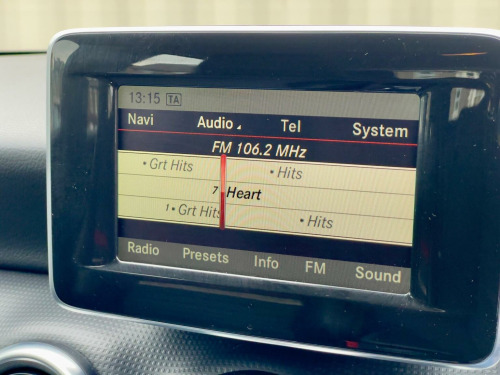 13:15 TA
Navi Audio Tel System
FM 106.2 MHz
• Grt Hits • Hits
7 Heart
1 • Grt Hits • Hits
Radio Presets Info FM Sound